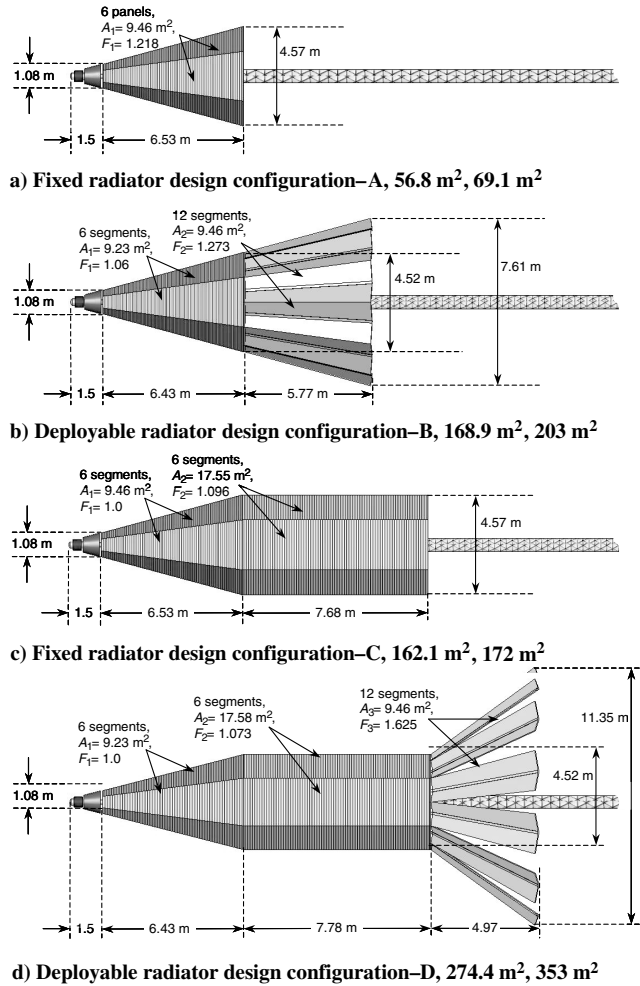 6 panels,
A₁= 9.46 m²,
F₁= 1.218
1.08 m
4.57 m
1.5
6.53 m
a) Fixed radiator design configuration–A, 56.8 m², 69.1 m²
12 segments,
A₂= 9.46 m²,
F₂= 1.273
6 segments,
A₁= 9.23 m²,
F₁= 1.06
1.08 m
4.52 m
7.61 m
1.5
6.43 m
5.77 m
b) Deployable radiator design configuration–B, 168.9 m², 203 m²
6 segments,
A₁= 9.46 m²,
F₁= 1.0
6 segments,
A₂= 17.55 m²,
F₂= 1.096
1.08 m
4.57 m
1.5
6.53 m
7.68 m
c) Fixed radiator design configuration–C, 162.1 m², 172 m²
6 segments,
A₁= 9.23 m²,
F₁= 1.0
6 segments,
A₂= 17.58 m²,
F₂= 1.073
12 segments,
A₃= 9.46 m²,
F₃= 1.625
11.35 m
1.08 m
4.52 m
1.5
6.43 m
7.78 m
4.97
d) Deployable radiator design configuration–D, 274.4 m², 353 m²